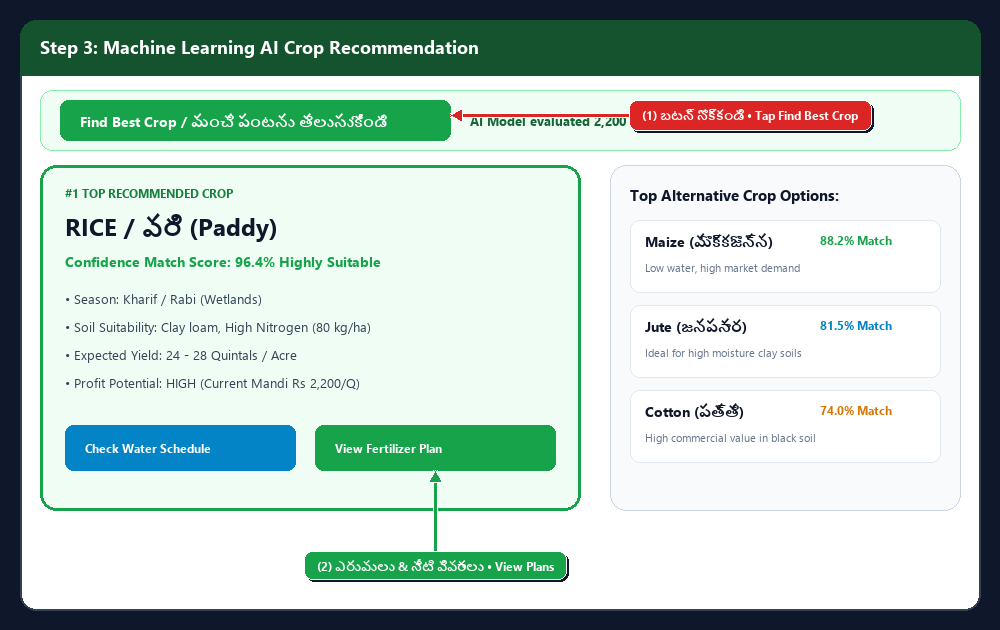 Step 3: Machine Learning AI Crop Recommendation
Find Best Crop / మంచి పంటను తెలుసుకోండి
AI Model evaluated 2,200
(1) బటన్ నొక్కండి • Tap Find Best Crop
#1 TOP RECOMMENDED CROP
RICE / వరి (Paddy)
Confidence Match Score: 96.4% Highly Suitable
• Season: Kharif / Rabi (Wetlands)
• Soil Suitability: Clay loam, High Nitrogen (80 kg/ha)
• Expected Yield: 24 - 28 Quintals / Acre
• Profit Potential: HIGH (Current Mandi Rs 2,200/Q)
Check Water Schedule
View Fertilizer Plan
(2) ఎరువులు & నీటి వివరాలు • View Plans
Top Alternative Crop Options:
Maize (మొక్కజొన్న)
88.2% Match
Low water, high market demand
Jute (జనపనార)
81.5% Match
Ideal for high moisture clay soils
Cotton (పత్తి)
74.0% Match
High commercial value in black soil